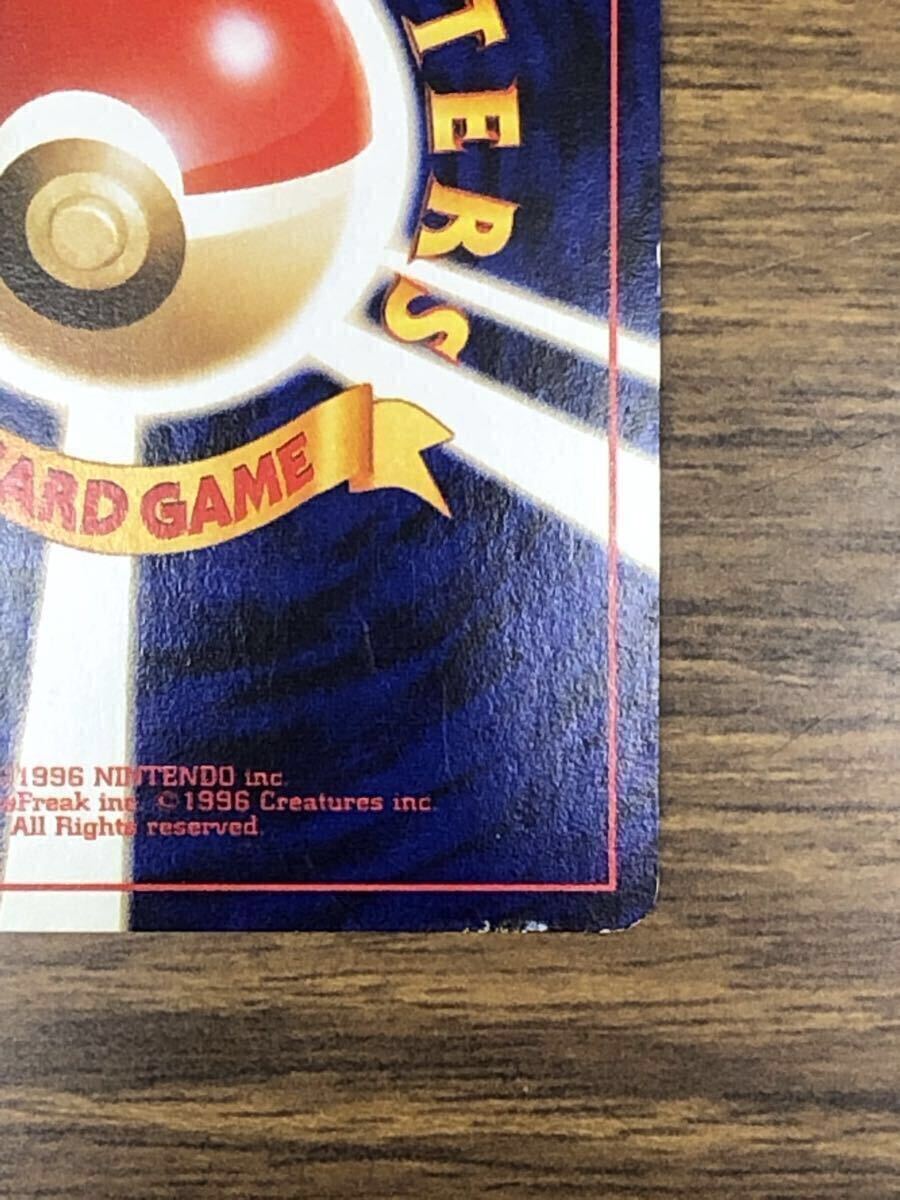 TERS
ARD GAME
1996 NINTENDO inc.
Freak inc. ©1996 Creatures inc.
All Rights reserved.